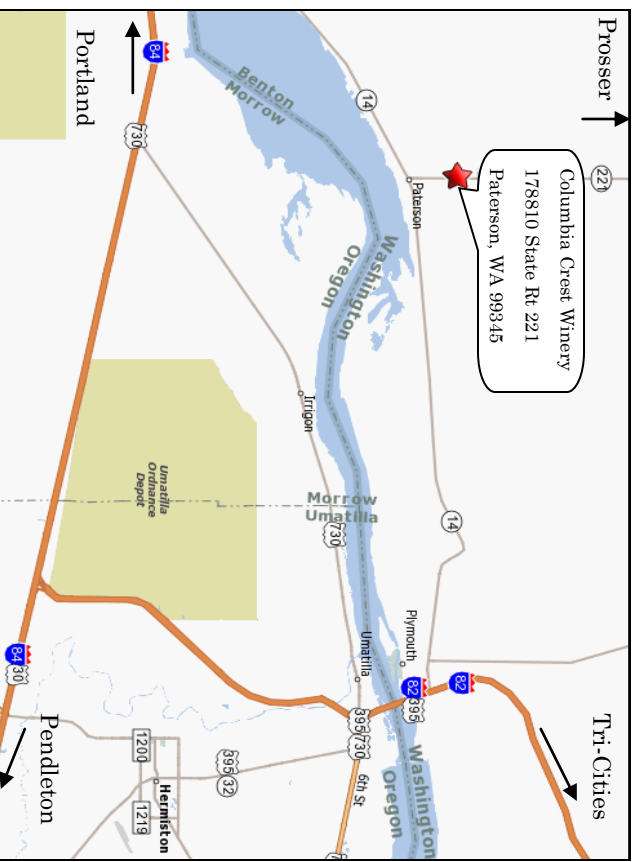 Prosser
Tri-Cities
221
Columbia Crest Winery
178810 State Rt 221
Paterson, WA 99345
82
14
14
Paterson
Plymouth
82
395
Washington
Oregon
Washington
Oregon
Benton
Morrow
Morrow
Umatilla
Umatilla
395
730
6th St
730
Irrigon
395
32
Hermiston
1200
1219
Umatilla
Ordnance
Depot
730
84
Portland
Pendleton
84
30